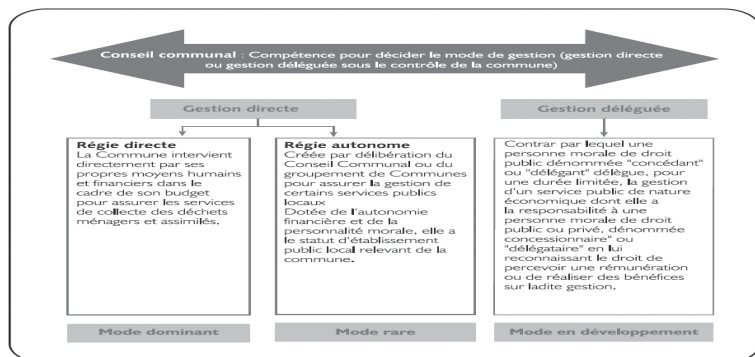 Conseil communal : Compétence pour décider le mode de gestion (gestion directe
ou gestion déléguée sous le contrôle de la commune)
Gestion directe
Gestion déléguée
Régie directe
La Commune intervient
directement par ses
propres moyens humains
et financiers dans le
cadre de son budget
pour assurer les services
de collecte des déchets
ménagers et assimilés.
Régie autonome
Créée par délibération du
Conseil Communal ou du
groupement de Communes
pour assurer la gestion de
certains services publics
locaux
Dotée de l'autonomie
financière et de la
personnalité morale, elle a
le statut d'établissement
public local relevant de la
commune.
Contrar par lequel une
personne morale de droit
public dénommée "concédant"
ou "délégant" délègue, pour
une durée limitée, la gestion
d'un service public de nature
économique dont elle a
la responsabilité à une
personne morale de droit
public ou privé, dénommée
concessionnaire" ou
"délégataire" en lui
reconnaissant le droit de
percevoir une rémunération
ou de réaliser des bénéfices
sur ladite gestion.
Mode dominant
Mode rare
Mode en développement